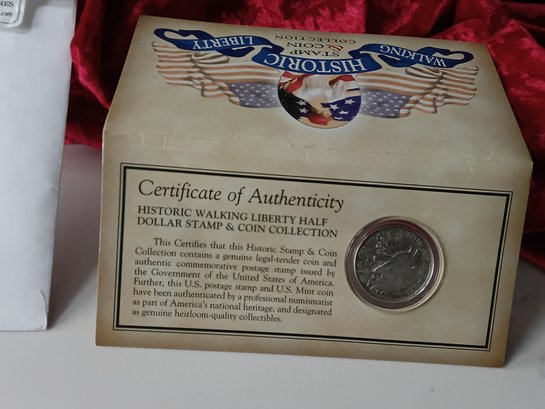 RES
.com
WALKING
LIBERTY
HISTORIC
STAMP
& COIN
COLLECTION
Certificate of Authenticity
HISTORIC WALKING LIBERTY HALF
DOLLAR STAMP & COIN COLLECTION
This Certifies that this Historic Stamp & Coin
Collection contains a genuine legal-tender coin and
authentic commemorative postage stamp issued by
the Government of the United States of America.
Further, this U.S. postage stamp and U.S. Mint coin
have been authenticated by a professional numismatist
as part of America's national heritage, and designated
as genuine heirloom-quality collectibles.